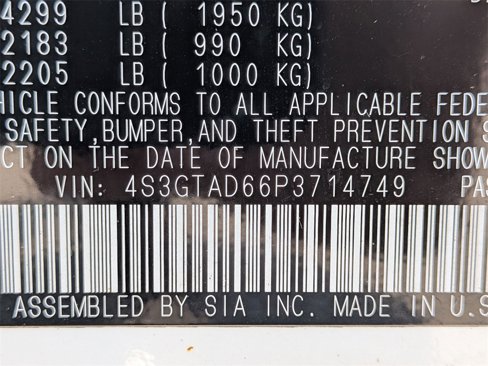 4299 LB ( 1950 KG)
2183 LB ( 990 KG)
2205 LB ( 1000 KG)
HICLE CONFORMS TO ALL APPLICABLE FEDE
SAFETY,BUMPER,AND THEFT PREVENTION S
CT ON THE DATE OF MANUFACTURE SHOW
VIN: 4S3GTAD66P3714749 PAS
ASSEMBLED BY SIA INC. MADE IN U.S